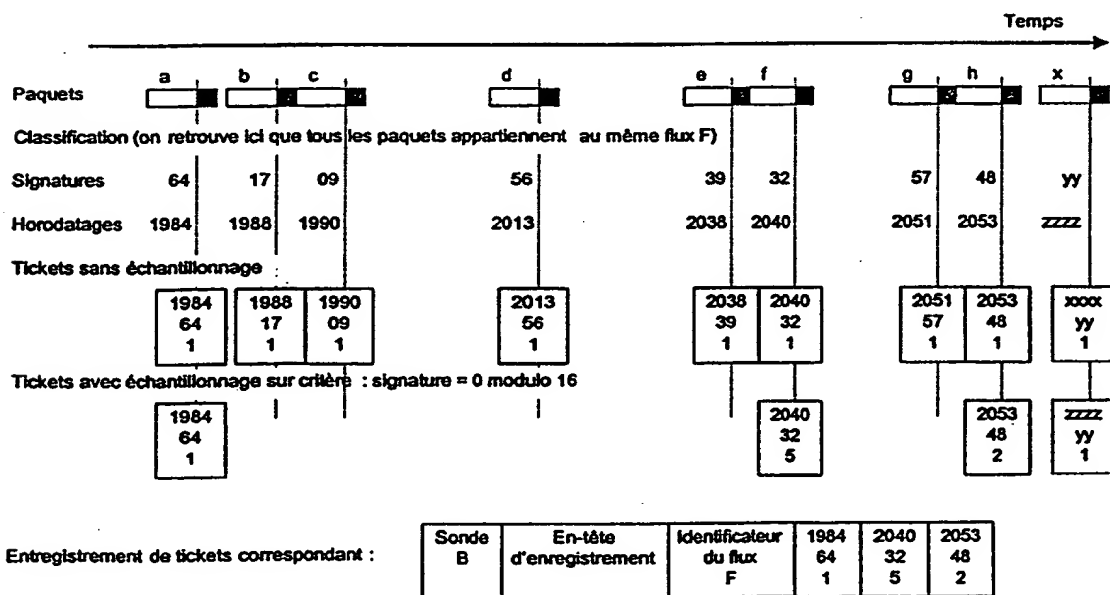 Temps
a b c d e f g h x
Paquets
Classification (on retrouve ici que tous les paquets appartiennent au même flux F)
Signatures 64 17 09 56 39 32 57 48 yy
Horodatages 1984 1988 1990 2013 2038 2040 2051 2053 zzzz
Tickets sans échantillonnage
1984 1988 1990 2013 2038 2040 2051 2053 xxxx
64 17 09 56 39 32 57 48 yy
1 1 1 1 1 1 1 1 1
Tickets avec échantillonnage sur critère : signature = 0 modulo 16
1984 2040 2053 zzzz
64 32 48 yy
1 5 2 1
Entregistrement de tickets correspondant :
Sonde En-tête Identificateur 1984 2040 2053
B d'enregistrement du flux 64 32 48
F 1 5 2